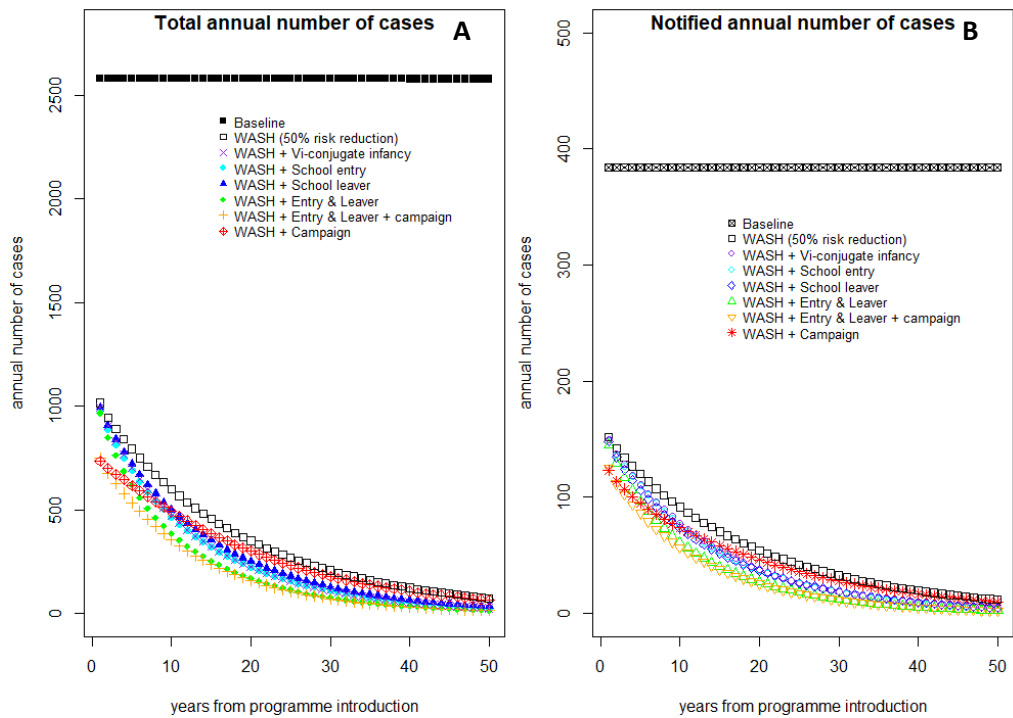 Total annual number of cases
A
annual number of cases
2500
2000
1500
1000
500
0
Baseline
WASH (50% risk reduction)
WASH + Vi-conjugate infancy
WASH + School entry
WASH + School leaver
WASH + Entry & Leaver
WASH + Entry & Leaver + campaign
WASH + Campaign
0 10 20 30 40 50
years from programme introduction
Notified annual number of cases
B
annual number of cases
500
400
300
200
100
0
Baseline
WASH (50% risk reduction)
WASH + Vi-conjugate infancy
WASH + School entry
WASH + School leaver
WASH + Entry & Leaver
WASH + Entry & Leaver + campaign
WASH + Campaign
0 10 20 30 40 50
years from programme introduction